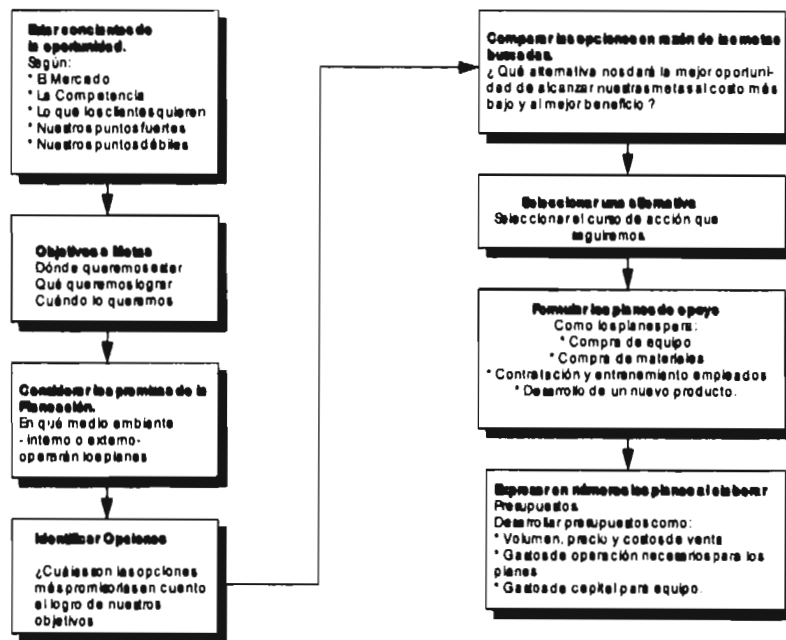 Estar concientes de
la oportunidad.
Según:
* El Mercado
* La Competencia
* Lo que los clientes quieren
* Nuestros puntos fuertes
* Nuestros puntos débiles
Objetivos o Metas
Dónde queremos estar
Qué queremos lograr
Cuándo lo queremos
Considerar las premisas de la
Planeación.
En qué medio ambiente
- interno o externo-
operarán los planes
Identificar Opciones
¿Cuáles son las opciones
más promisorias en cuento
al logro de nuestros
objetivos
Comparar las opciones en razón de las metas
buscadas.
¿ Qué alternativa nos dará la mejor oportuni-
dad de alcanzar nuestras metas al costo más
bajo y al mejor beneficio ?
Seleccionar una alternativa
Seleccionar el curso de acción que
seguiremos
Formular los planes de apoyo
Como los planes para:
* Compra de equipo
* Compra de materiales
* Contratación y entrenamiento empleados
* Desarrollo de un nuevo producto.
Expresar en números los planes al elaborar
Presupuestos.
Desarrollar presupuestos como:
* Volumen, precio y costos de venta
* Gastos de operación necesarios para los
planes
* Gastos de capital para equipo.